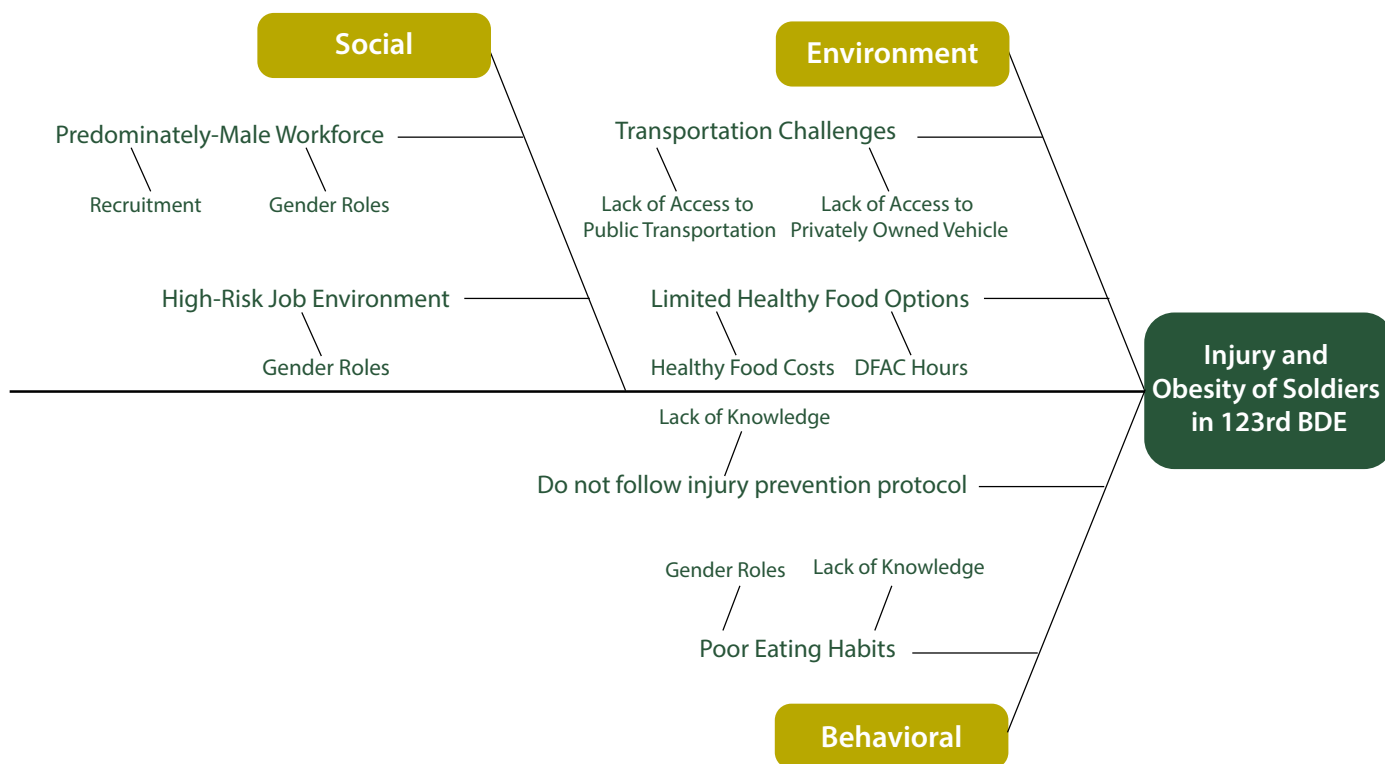 Social
Environment
Predominately-Male Workforce
Transportation Challenges
Recruitment
Gender Roles
Lack of Access to
Public Transportation
Lack of Access to
Privately Owned Vehicle
High-Risk Job Environment
Limited Healthy Food Options
Gender Roles
Healthy Food Costs
DFAC Hours
Injury and
Obesity of Soldiers
in 123rd BDE
Lack of Knowledge
Do not follow injury prevention protocol
Gender Roles
Lack of Knowledge
Poor Eating Habits
Behavioral